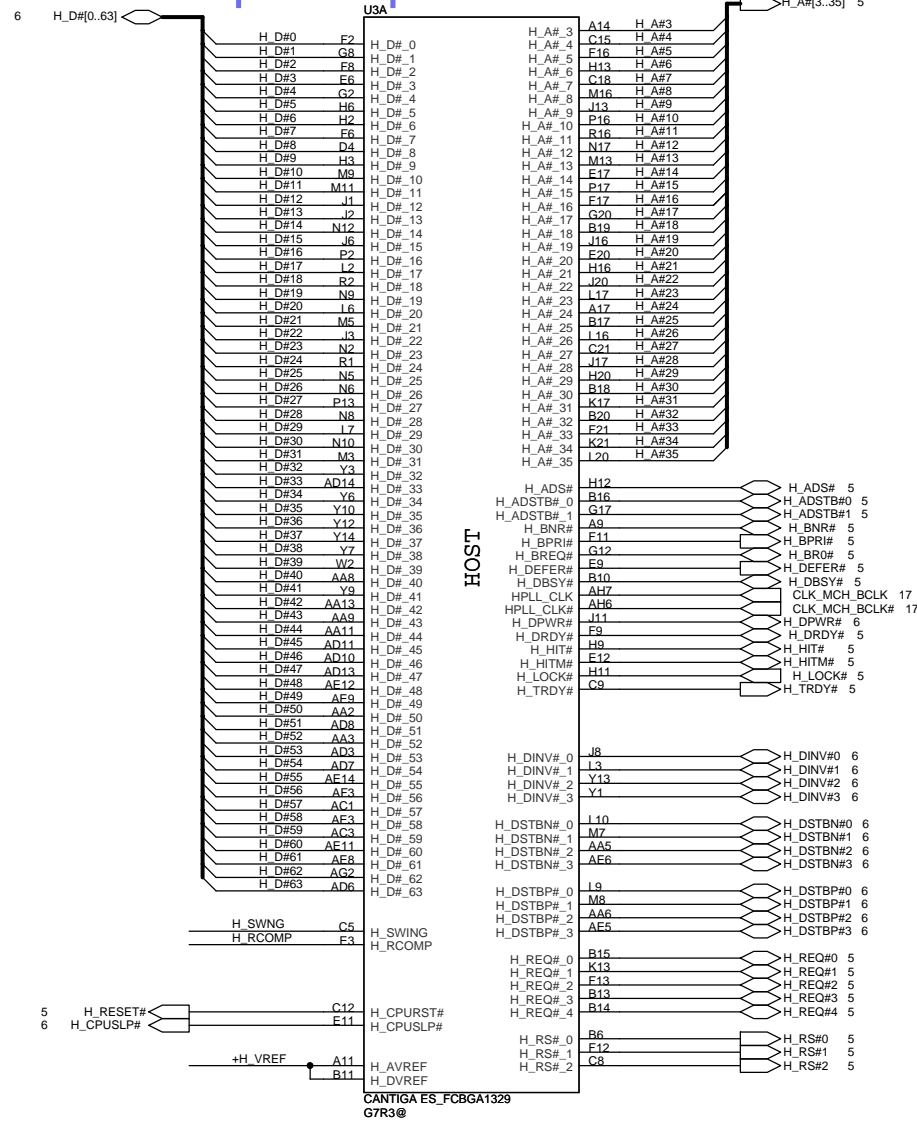 6 H_D#[0..63]
H_A#[3..35] 5
U3A
H_D#0 F2 H_D#_0
H_D#1 G8 H_D#_1
H_D#2 F8 H_D#_2
H_D#3 E6 H_D#_3
H_D#4 G2 H_D#_4
H_D#5 H6 H_D#_5
H_D#6 H2 H_D#_6
H_D#7 F6 H_D#_7
H_D#8 D4 H_D#_8
H_D#9 H3 H_D#_9
H_D#10 M9 H_D#_10
H_D#11 M11 H_D#_11
H_D#12 J1 H_D#_12
H_D#13 J2 H_D#_13
H_D#14 N12 H_D#_14
H_D#15 J6 H_D#_15
H_D#16 P2 H_D#_16
H_D#17 L2 H_D#_17
H_D#18 R2 H_D#_18
H_D#19 N9 H_D#_19
H_D#20 L6 H_D#_20
H_D#21 M5 H_D#_21
H_D#22 J3 H_D#_22
H_D#23 N2 H_D#_23
H_D#24 R1 H_D#_24
H_D#25 N5 H_D#_25
H_D#26 N6 H_D#_26
H_D#27 P13 H_D#_27
H_D#28 N8 H_D#_28
H_D#29 L7 H_D#_29
H_D#30 N10 H_D#_30
H_D#31 M3 H_D#_31
H_D#32 Y3 H_D#_32
H_D#33 AD14 H_D#_33
H_D#34 Y6 H_D#_34
H_D#35 Y10 H_D#_35
H_D#36 Y12 H_D#_36
H_D#37 Y14 H_D#_37
H_D#38 Y7 H_D#_38
H_D#39 W2 H_D#_39
H_D#40 AA8 H_D#_40
H_D#41 Y9 H_D#_41
H_D#42 AA13 H_D#_42
H_D#43 AA9 H_D#_43
H_D#44 AA11 H_D#_44
H_D#45 AD11 H_D#_45
H_D#46 AD10 H_D#_46
H_D#47 AD13 H_D#_47
H_D#48 AE12 H_D#_48
H_D#49 AE9 H_D#_49
H_D#50 AA2 H_D#_50
H_D#51 AD8 H_D#_51
H_D#52 AA3 H_D#_52
H_D#53 AD3 H_D#_53
H_D#54 AD7 H_D#_54
H_D#55 AE14 H_D#_55
H_D#56 AF3 H_D#_56
H_D#57 AC1 H_D#_57
H_D#58 AE3 H_D#_58
H_D#59 AC3 H_D#_59
H_D#60 AE11 H_D#_60
H_D#61 AE8 H_D#_61
H_D#62 AG2 H_D#_62
H_D#63 AD6 H_D#_63
H_SWNG C5 H_SWING
H_RCOMP E3 H_RCOMP
5 H_RESET# C12 H_CPURST#
6 H_CPUSLP# E11 H_CPUSLP#
+H_VREF A11 H_AVREF
B11 H_DVREF
HOST
H_A#_3 A14 H_A#3
H_A#_4 C15 H_A#4
H_A#_5 F16 H_A#5
H_A#_6 H13 H_A#6
H_A#_7 C18 H_A#7
H_A#_8 M16 H_A#8
H_A#_9 J13 H_A#9
H_A#_10 P16 H_A#10
H_A#_11 R16 H_A#11
H_A#_12 N17 H_A#12
H_A#_13 M13 H_A#13
H_A#_14 E17 H_A#14
H_A#_15 P17 H_A#15
H_A#_16 F17 H_A#16
H_A#_17 G20 H_A#17
H_A#_18 B19 H_A#18
H_A#_19 J16 H_A#19
H_A#_20 E20 H_A#20
H_A#_21 H16 H_A#21
H_A#_22 J20 H_A#22
H_A#_23 L17 H_A#23
H_A#_24 A17 H_A#24
H_A#_25 B17 H_A#25
H_A#_26 L16 H_A#26
H_A#_27 C21 H_A#27
H_A#_28 J17 H_A#28
H_A#_29 H20 H_A#29
H_A#_30 B18 H_A#30
H_A#_31 K17 H_A#31
H_A#_32 B20 H_A#32
H_A#_33 F21 H_A#33
H_A#_34 K21 H_A#34
H_A#_35 L20 H_A#35
H_ADS# H12 H_ADS# 5
H_ADSTB#_0 B16 H_ADSTB#0 5
H_ADSTB#_1 G17 H_ADSTB#1 5
H_BNR# A9 H_BNR# 5
H_BPRI# F11 H_BPRI# 5
H_BREQ# G12 H_BR0# 5
H_DEFER# E9 H_DEFER# 5
H_DBSY# B10 H_DBSY# 5
HPLL_CLK AH7 CLK_MCH_BCLK 17
HPLL_CLK# AH6 CLK_MCH_BCLK# 17
H_DPWR# J11 H_DPWR# 6
H_DRDY# F9 H_DRDY# 5
H_HIT# H9 H_HIT# 5
H_HITM# E12 H_HITM# 5
H_LOCK# H11 H_LOCK# 5
H_TRDY# C9 H_TRDY# 5
H_DINV#_0 J8 H_DINV#0 6
H_DINV#_1 L3 H_DINV#1 6
H_DINV#_2 Y13 H_DINV#2 6
H_DINV#_3 Y1 H_DINV#3 6
H_DSTBN#_0 L10 H_DSTBN#0 6
H_DSTBN#_1 M7 H_DSTBN#1 6
H_DSTBN#_2 AA5 H_DSTBN#2 6
H_DSTBN#_3 AE6 H_DSTBN#3 6
H_DSTBP#_0 L9 H_DSTBP#0 6
H_DSTBP#_1 M8 H_DSTBP#1 6
H_DSTBP#_2 AA6 H_DSTBP#2 6
H_DSTBP#_3 AE5 H_DSTBP#3 6
H_REQ#_0 B15 H_REQ#0 5
H_REQ#_1 K13 H_REQ#1 5
H_REQ#_2 F13 H_REQ#2 5
H_REQ#_3 B13 H_REQ#3 5
H_REQ#_4 B14 H_REQ#4 5
H_RS#_0 B6 H_RS#0 5
H_RS#_1 F12 H_RS#1 5
H_RS#_2 C8 H_RS#2 5
CANTIGA ES_FCBGA1329
G7R3@